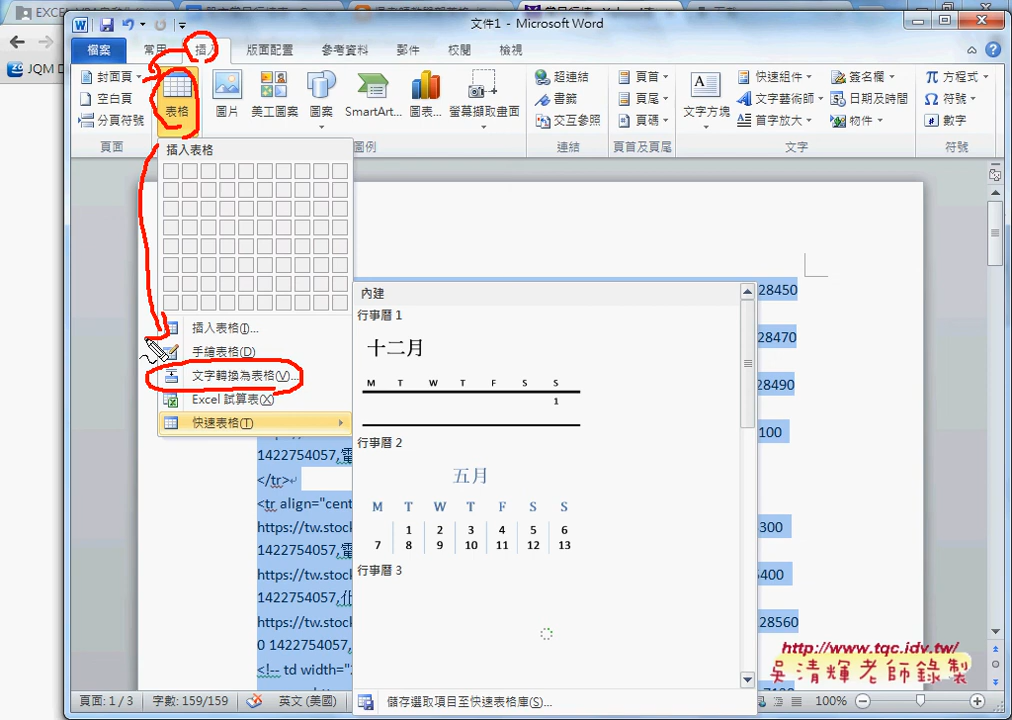 文件1 - Microsoft Word
JQM
檔案 常用 插入 版面配置 參考資料 郵件 校閱 檢視
封面頁
空白頁
分頁符號
頁面
表格
圖片
美工圖案
圖案
SmartArt...
圖表...
螢幕擷取畫面
圖例
超連結
書籤
交互參照
連結
頁首
頁尾
頁碼
頁首及頁尾
文字方塊
快速組件
文字藝術師
首字放大
簽名欄
日期及時間
物件
文字
方程式
符號
數字
符號
插入表格
插入表格(I)...
手繪表格(D)
文字轉換為表格(V)...
Excel 試算表(X)
快速表格(T)
內建
行事曆 1
十二月
M T W T F S S
1
行事曆 2
五月
M T W T F S S
1 2 3 4 5 6
7 8 9 10 11 12 13
行事曆 3
儲存選取項目至快速表格庫(S)...
28450
28470
28490
100
1422754057,電
</tr>
<tr align="cent
https://tw.stock
300
1422754057,電
https://tw.stock
5400
1422754057,
https://tw.stock
28560
0 1422754057,
<!-- td width="
http://www.tqc.idv.tw/
吳清輝老師錄製
頁面: 1 / 3 字數: 159/159 英文 (美國) 100%